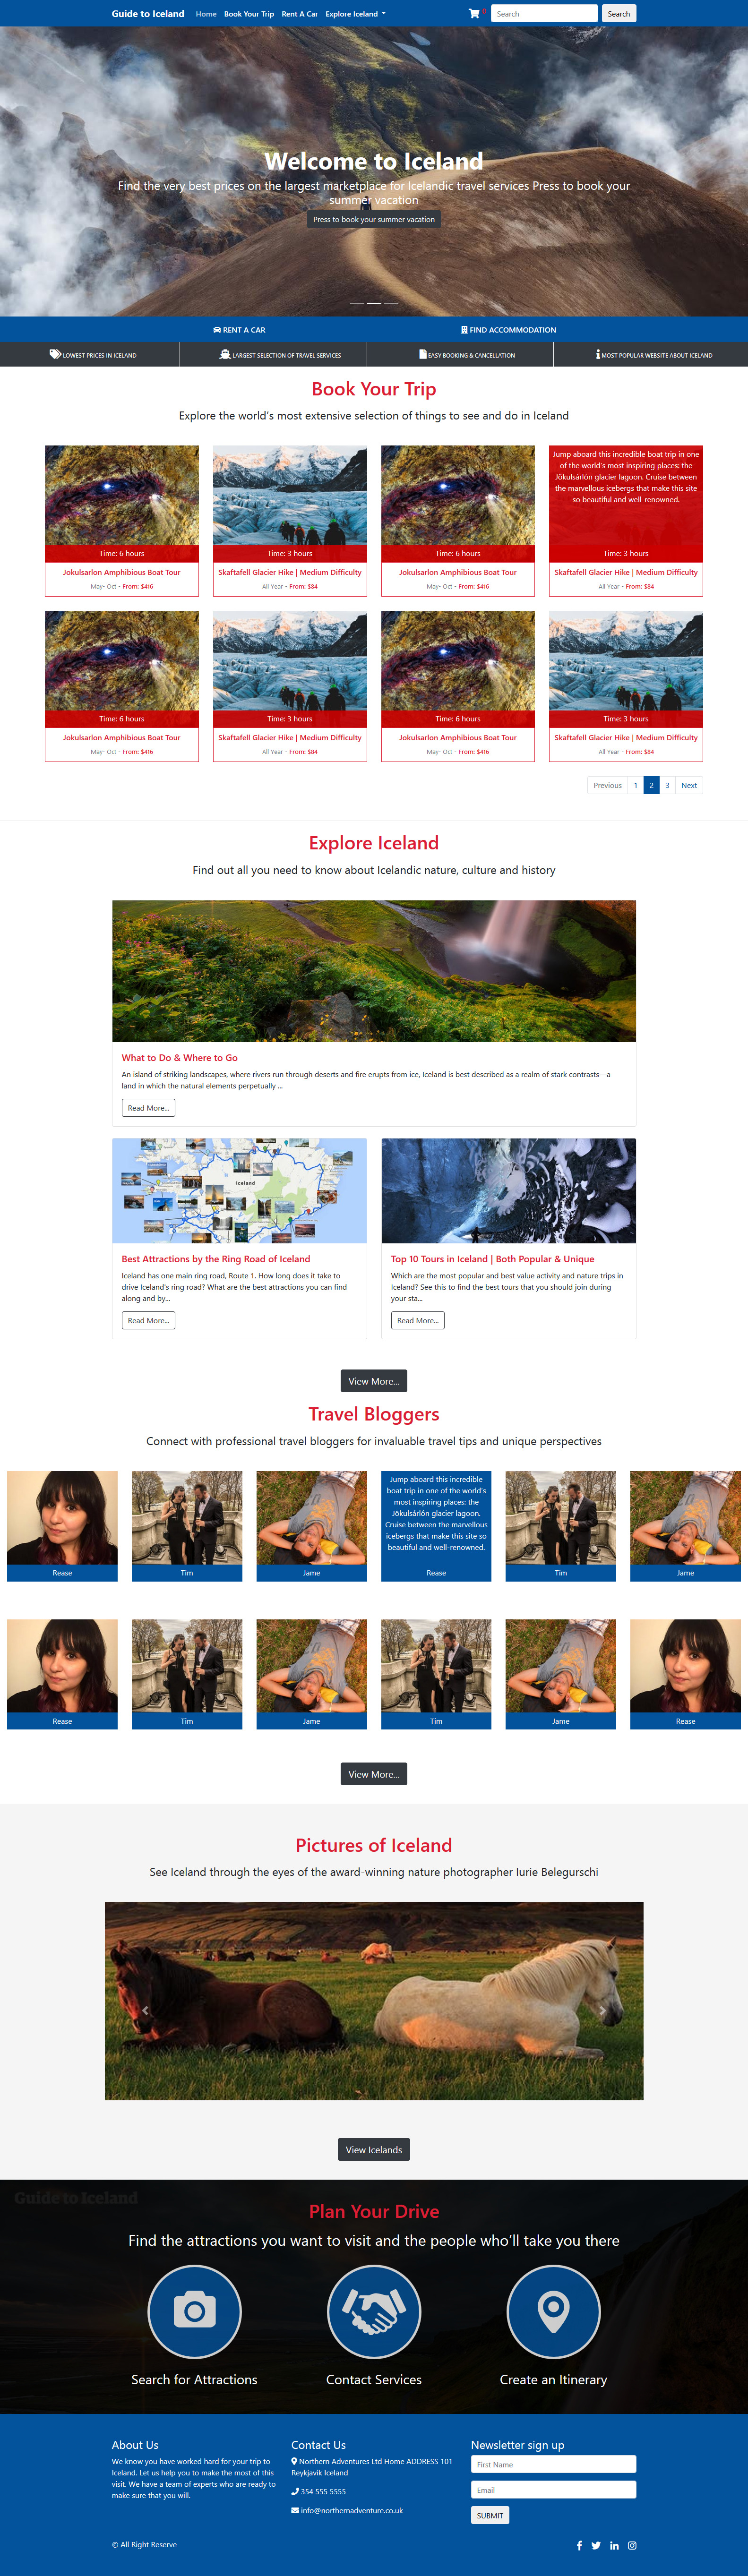 Guide to Iceland Home Book Your Trip Rent A Car Explore Iceland 0 Search Search
Welcome to Iceland
Find the very best prices on the largest marketplace for Icelandic travel services Press to book your
summer vacation
Press to book your summer vacation
RENT A CAR FIND ACCOMMODATION
LOWEST PRICES IN ICELAND LARGEST SELECTION OF TRAVEL SERVICES EASY BOOKING & CANCELLATION MOST POPULAR WEBSITE ABOUT ICELAND
Book Your Trip
Explore the world's most extensive selection of things to see and do in Iceland
Jump aboard this incredible boat trip in one
of the world's most inspiring places: the
Jökulsárlón glacier lagoon. Cruise between
the marvellous icebergs that make this site
so beautiful and well-renowned.
Time: 6 hours Time: 3 hours Time: 6 hours Time: 3 hours
Jokulsarlon Amphibious Boat Tour Skaftafell Glacier Hike | Medium Difficulty Jokulsarlon Amphibious Boat Tour Skaftafell Glacier Hike | Medium Difficulty
May- Oct - From: $416 All Year - From: $84 May- Oct - From: $416 All Year - From: $84
Time: 6 hours Time: 3 hours Time: 6 hours Time: 3 hours
Jokulsarlon Amphibious Boat Tour Skaftafell Glacier Hike | Medium Difficulty Jokulsarlon Amphibious Boat Tour Skaftafell Glacier Hike | Medium Difficulty
May- Oct - From: $416 All Year - From: $84 May- Oct - From: $416 All Year - From: $84
Previous 1 2 3 Next
Explore Iceland
Find out all you need to know about Icelandic nature, culture and history
What to Do & Where to Go
An island of striking landscapes, where rivers run through deserts and fire erupts from ice, Iceland is best described as a realm of stark contrasts—a
land in which the natural elements perpetually ...
Read More...
Iceland
Best Attractions by the Ring Road of Iceland
Iceland has one main ring road, Route 1. How long does it take to
drive Iceland's ring road? What are the best attractions you can find
along and by...
Read More...
Top 10 Tours in Iceland | Both Popular & Unique
Which are the most popular and best value activity and nature trips in
Iceland? See this to find the best tours that you should join during
your sta...
Read More...
View More...
Travel Bloggers
Connect with professional travel bloggers for invaluable travel tips and unique perspectives
Jump aboard this incredible
boat trip in one of the world's
most inspiring places: the
Jökulsárlón glacier lagoon.
Cruise between the marvellous
icebergs that make this site so
beautiful and well-renowned.
Rease Tim Jame Rease Tim Jame
Rease Tim Jame Tim Jame Rease
View More...
Pictures of Iceland
See Iceland through the eyes of the award-winning nature photographer Iurie Belegurschi
View Icelands
Guide to Iceland
Plan Your Drive
Find the attractions you want to visit and the people who'll take you there
Search for Attractions Contact Services Create an Itinerary
About Us
We know you have worked hard for your trip to
Iceland. Let us help you to make the most of this
visit. We have a team of experts who are ready to
make sure that you will.
Contact Us
Northern Adventures Ltd Home ADDRESS 101
Reykjavik Iceland
354 555 5555
info@northernadventure.co.uk
Newsletter sign up
First Name
Email
SUBMIT
© All Right Reserve